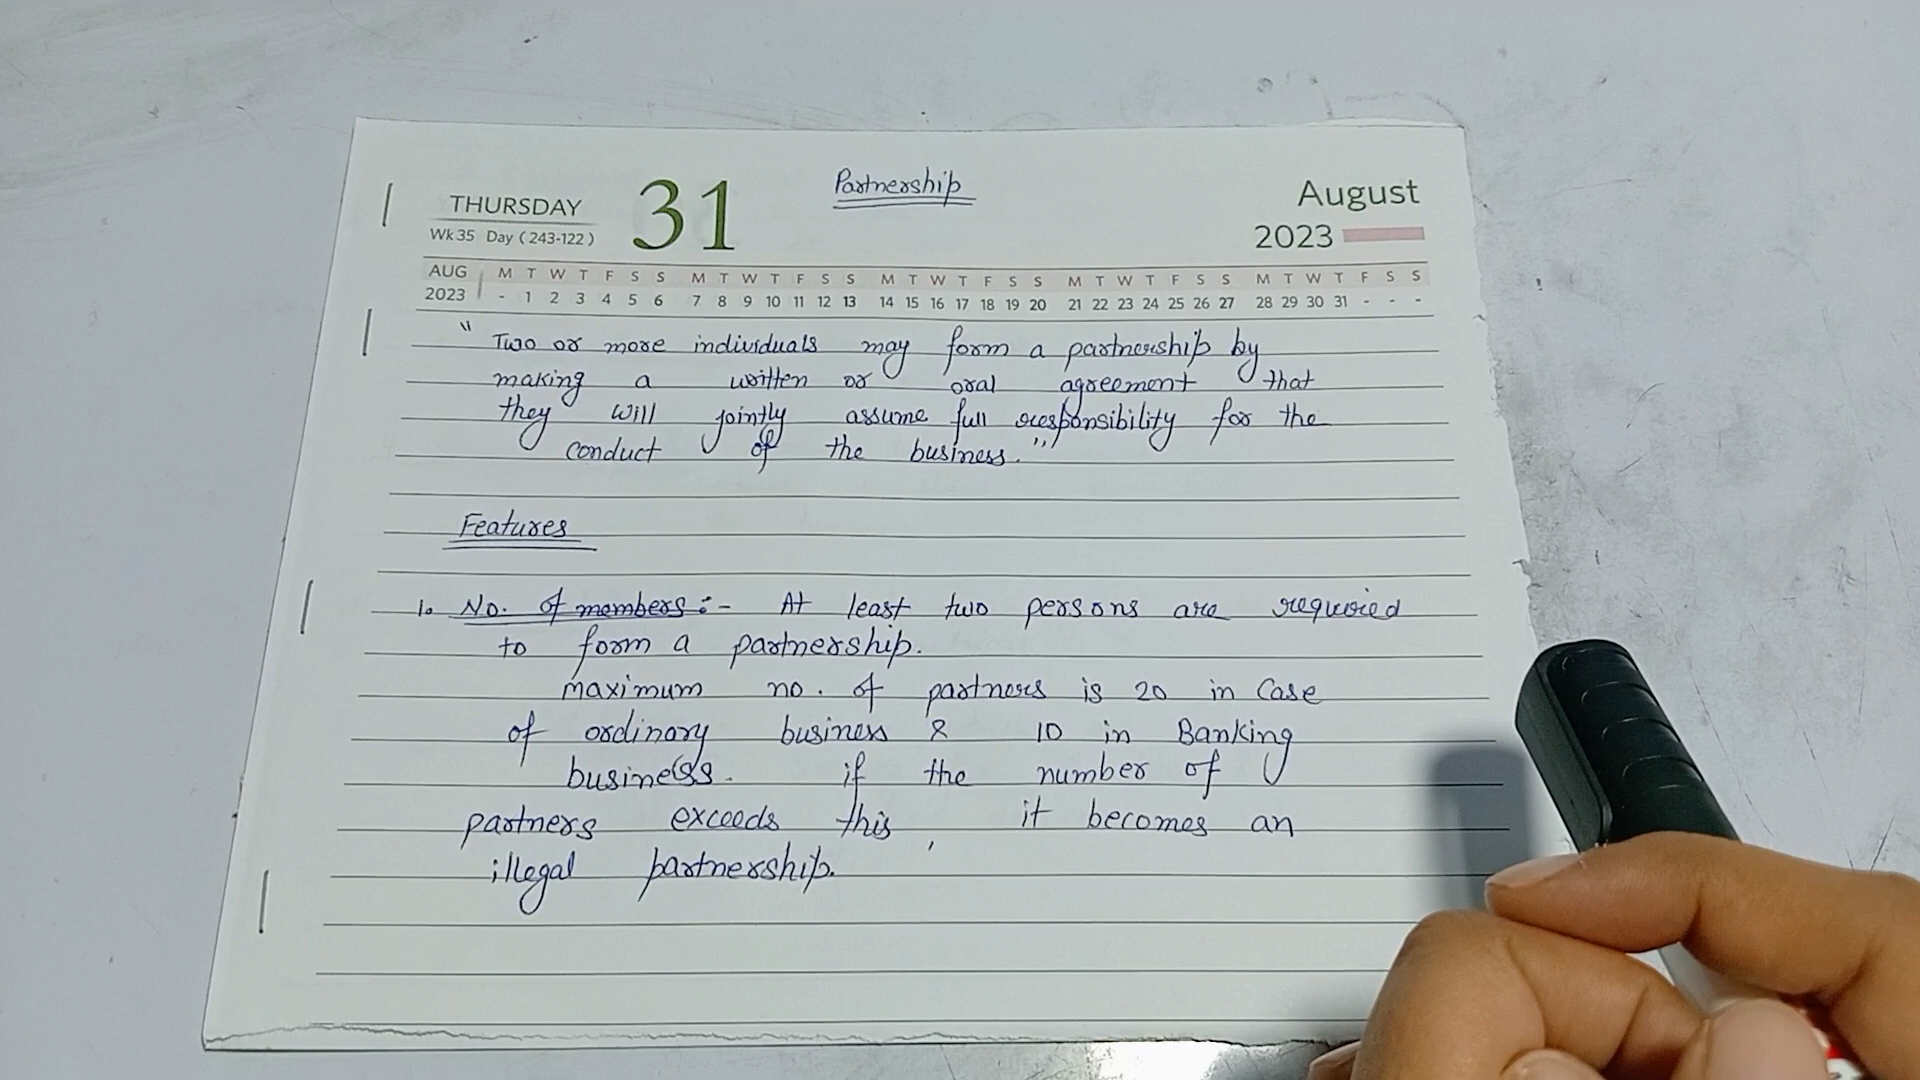 Partnership
THURSDAY 31 August
Wk 35 Day (243-122) 2023
AUG M T W T F S S M T W T F S S M T W T F S S M T W T F S S M T W T F S S
2023 - 1 2 3 4 5 6 7 8 9 10 11 12 13 14 15 16 17 18 19 20 21 22 23 24 25 26 27 28 29 30 31 - - -
" Two or more individuals may form a partnership by
making a written or oral agreement that
they will jointly assume full responsibility for the
conduct of the business. "
Features
1. No. of members :- At least two persons are required
to form a partnership.
maximum no. of partners is 20 in Case
of ordinary business & 10 in Banking
business. if the number of
partners exceeds this, it becomes an
illegal partnership.